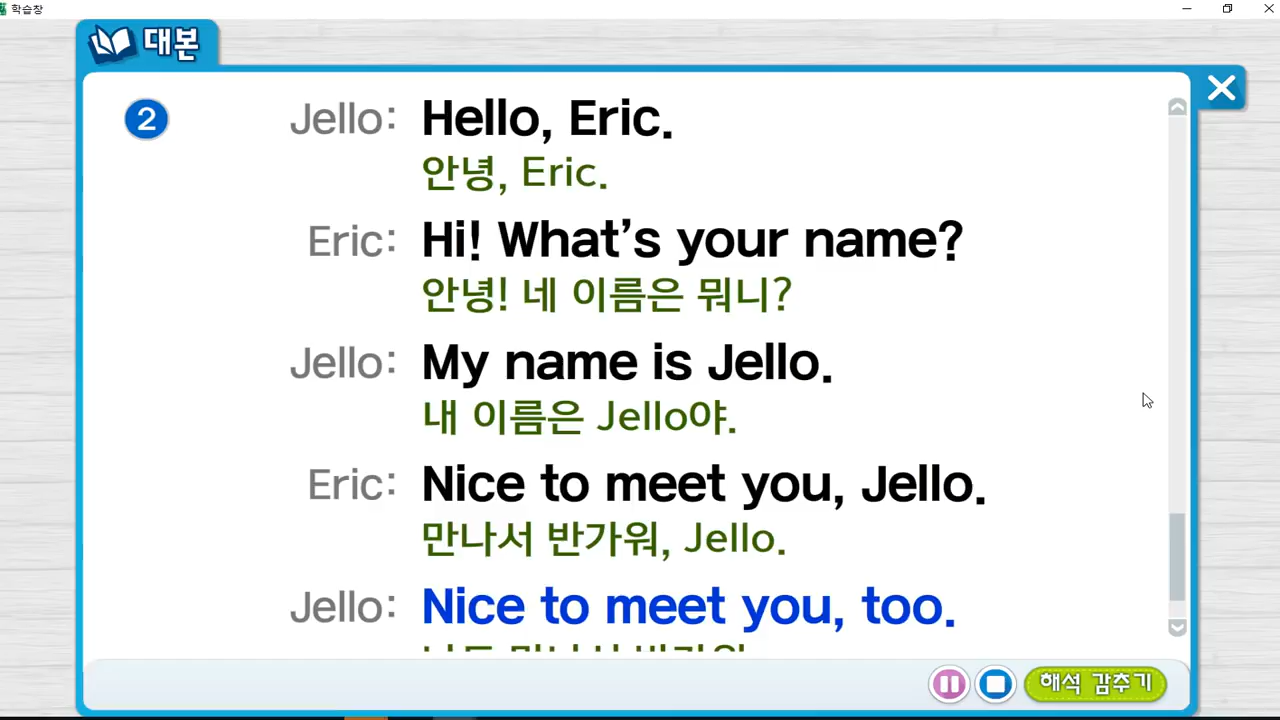 학습창
대본
2
Jello: Hello, Eric.
안녕, Eric.
Eric: Hi! What's your name?
안녕! 네 이름은 뭐니?
Jello: My name is Jello.
내 이름은 Jello야.
Eric: Nice to meet you, Jello.
만나서 반가워, Jello.
Jello: Nice to meet you, too.
해석 감추기